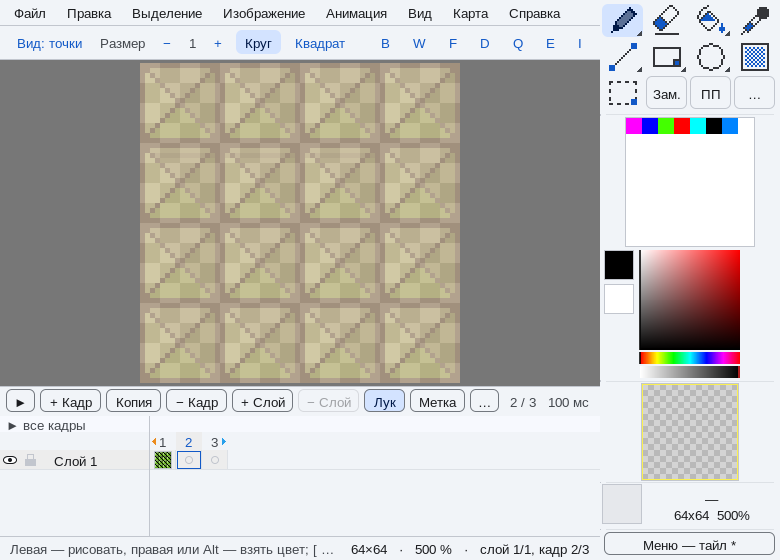 Файл Правка Выделение Изображение Анимация Вид Карта Справка
Вид: точки Размер − 1 + Круг Квадрат B W F D Q E I
Зам. ПП ...
► + Кадр Копия − Кадр + Слой − Слой Лук Метка ... 2 / 3 100 мс
► все кадры
1 2 3
Слой 1
—
64x64 500%
Левая — рисовать, правая или Alt — взять цвет; [ ... 64×64 · 500 % · слой 1/1, кадр 2/3
Меню — тайл *